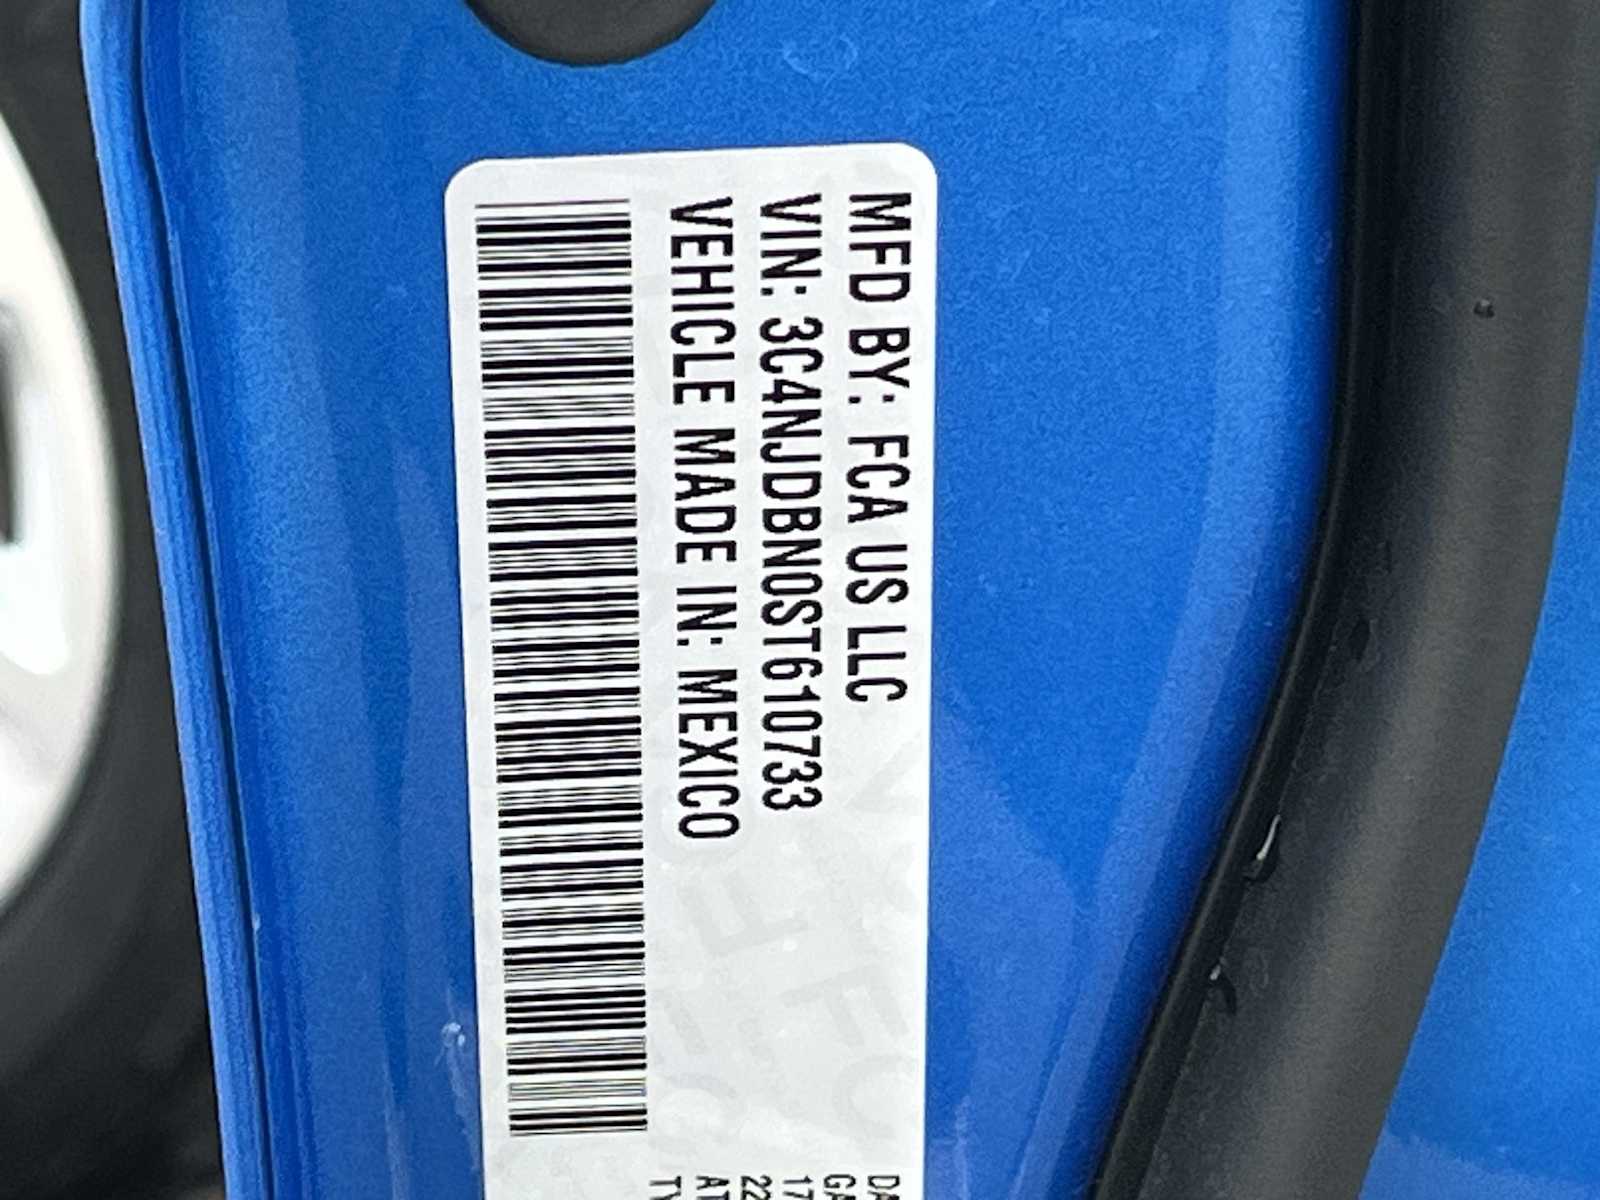 MFD BY: FCA US LLC
VIN: 3C4NJDBN0ST610733
VEHICLE MADE IN: MEXICO